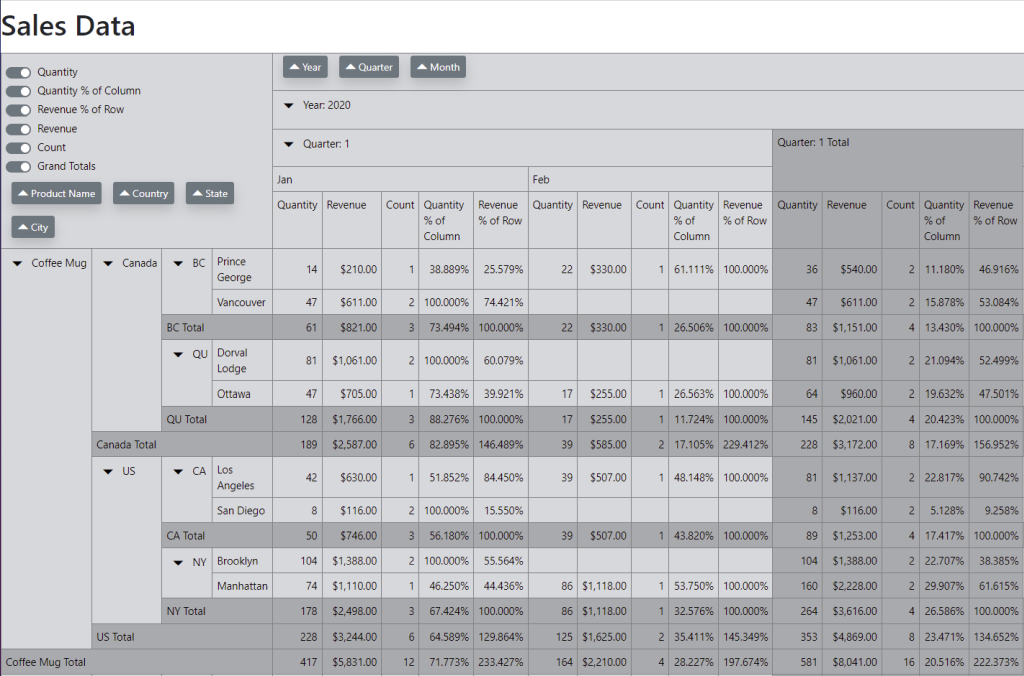 Sales Data
Quantity
Quantity % of Column
Revenue % of Row
Revenue
Count
Grand Totals
Product Name Country State
City
Year Quarter Month
Year: 2020
Quarter: 1 Quarter: 1 Total
Jan Feb
Quantity Revenue Count Quantity % of Column Revenue % of Row Quantity Revenue Count Quantity % of Column Revenue % of Row Quantity Revenue Count Quantity % of Column Revenue % of Row
Coffee Mug Canada BC Prince George 14 $210.00 1 38.889% 25.579% 22 $330.00 1 61.111% 100.000% 36 $540.00 2 11.180% 46.916%
Vancouver 47 $611.00 2 100.000% 74.421% 47 $611.00 2 15.878% 53.084%
BC Total 61 $821.00 3 73.494% 100.000% 22 $330.00 1 26.506% 100.000% 83 $1,151.00 4 13.430% 100.000%
QU Dorval Lodge 81 $1,061.00 2 100.000% 60.079% 81 $1,061.00 2 21.094% 52.499%
Ottawa 47 $705.00 1 73.438% 39.921% 17 $255.00 1 26.563% 100.000% 64 $960.00 2 19.632% 47.501%
QU Total 128 $1,766.00 3 88.276% 100.000% 17 $255.00 1 11.724% 100.000% 145 $2,021.00 4 20.423% 100.000%
Canada Total 189 $2,587.00 6 82.895% 146.489% 39 $585.00 2 17.105% 229.412% 228 $3,172.00 8 17.169% 156.952%
US CA Los Angeles 42 $630.00 1 51.852% 84.450% 39 $507.00 1 48.148% 100.000% 81 $1,137.00 2 22.817% 90.742%
San Diego 8 $116.00 2 100.000% 15.550% 8 $116.00 2 5.128% 9.258%
CA Total 50 $746.00 3 56.180% 100.000% 39 $507.00 1 43.820% 100.000% 89 $1,253.00 4 17.417% 100.000%
NY Brooklyn 104 $1,388.00 2 100.000% 55.564% 104 $1,388.00 2 22.707% 38.385%
Manhattan 74 $1,110.00 1 46.250% 44.436% 86 $1,118.00 1 53.750% 100.000% 160 $2,228.00 2 29.907% 61.615%
NY Total 178 $2,498.00 3 67.424% 100.000% 86 $1,118.00 1 32.576% 100.000% 264 $3,616.00 4 26.586% 100.000%
US Total 228 $3,244.00 6 64.589% 129.864% 125 $1,625.00 2 35.411% 145.349% 353 $4,869.00 8 23.471% 134.652%
Coffee Mug Total 417 $5,831.00 12 71.773% 233.427% 164 $2,210.00 4 28.227% 197.674% 581 $8,041.00 16 20.516% 222.373%